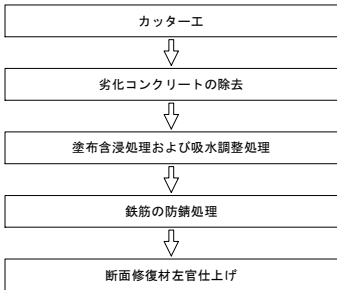 カッター工
劣化コンクリートの除去
塗布含浸処理および吸水調整処理
鉄筋の防錆処理
断面修復材左官仕上げ